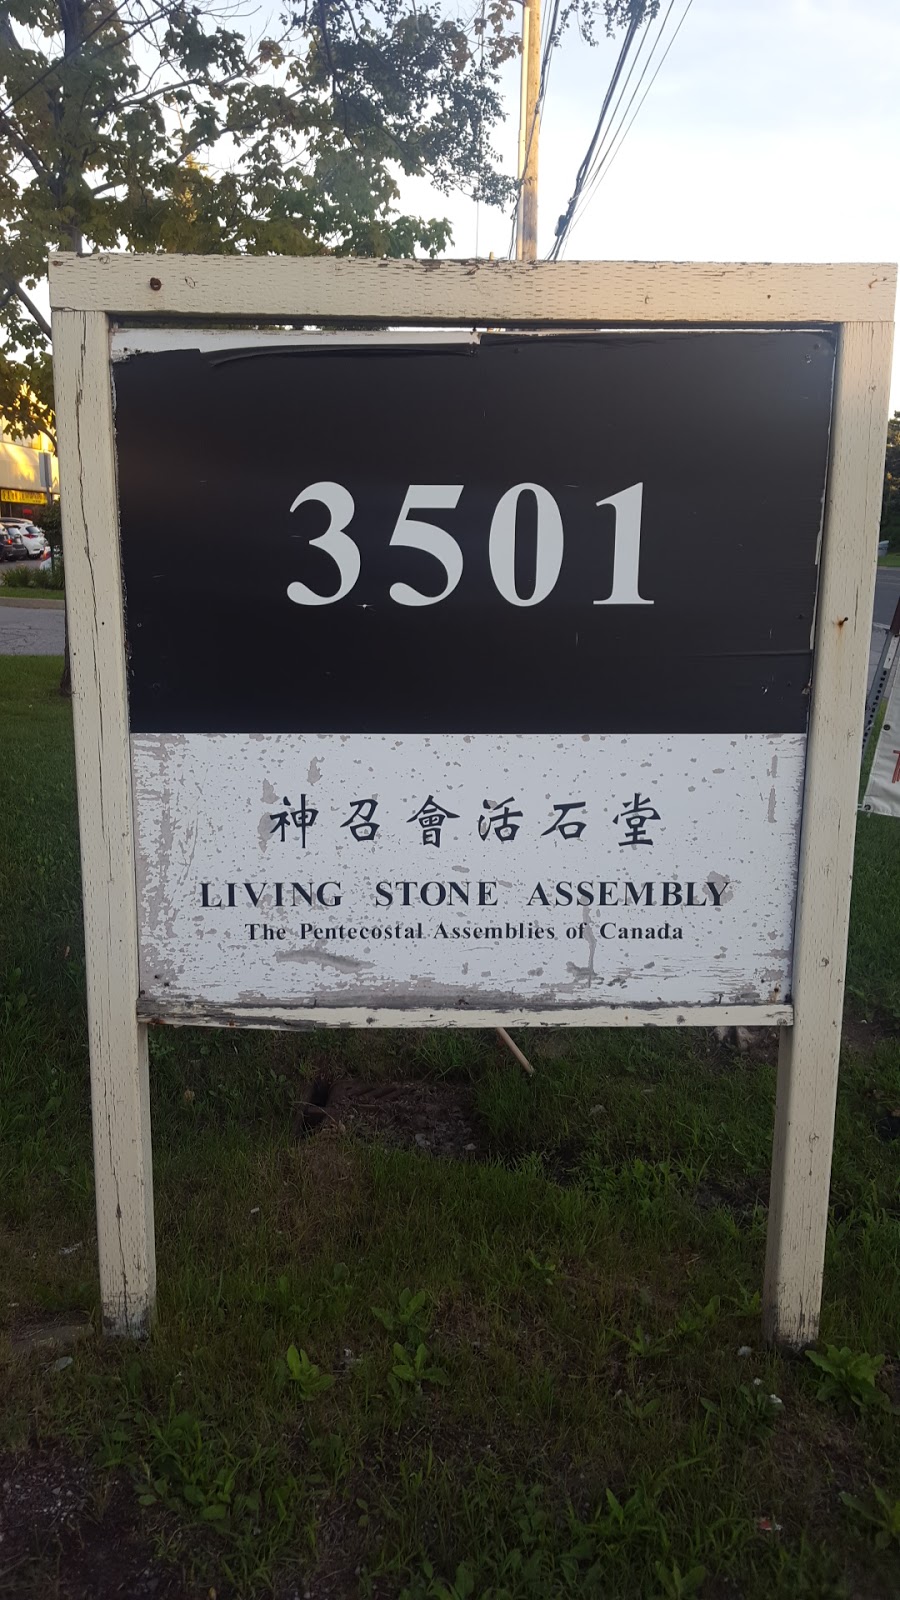 3501
神召會活石堂
LIVING STONE ASSEMBLY
The Pentecostal Assemblies of Canada